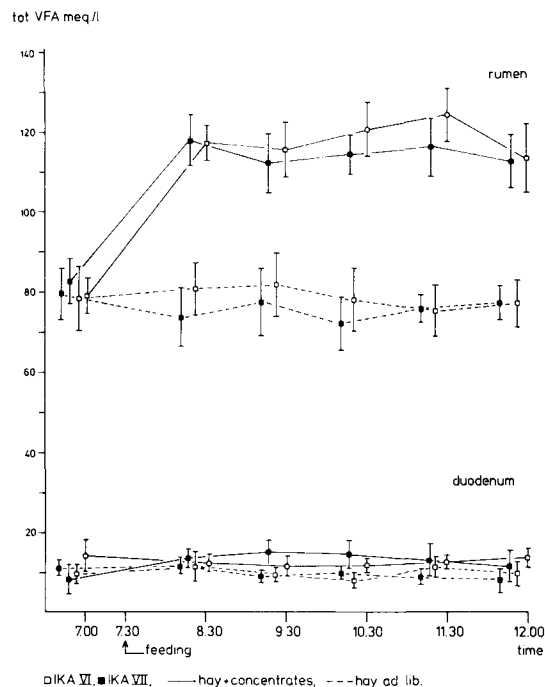 tot VFA meq./l
140
rumen
120
100
80
60
40
duodenum
20
7.00 7.30 8.30 9.30 10.30 11.30 12.00
feeding time
□ IKA VI, ■ IKA VII, —— hay + concentrates, --- hay ad lib.